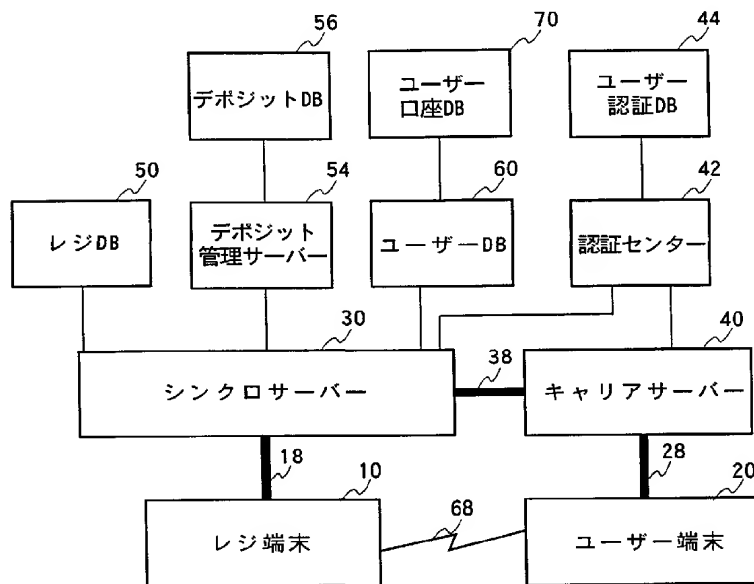 56
70
44
デポジットDB
ユーザー
口座DB
ユーザー
認証DB
50
54
60
42
レジDB
デポジット
管理サーバー
ユーザーDB
認証センター
30
40
シンクロサーバー
38
キャリアサーバー
18
10
28
20
レジ端末
68
ユーザー端末